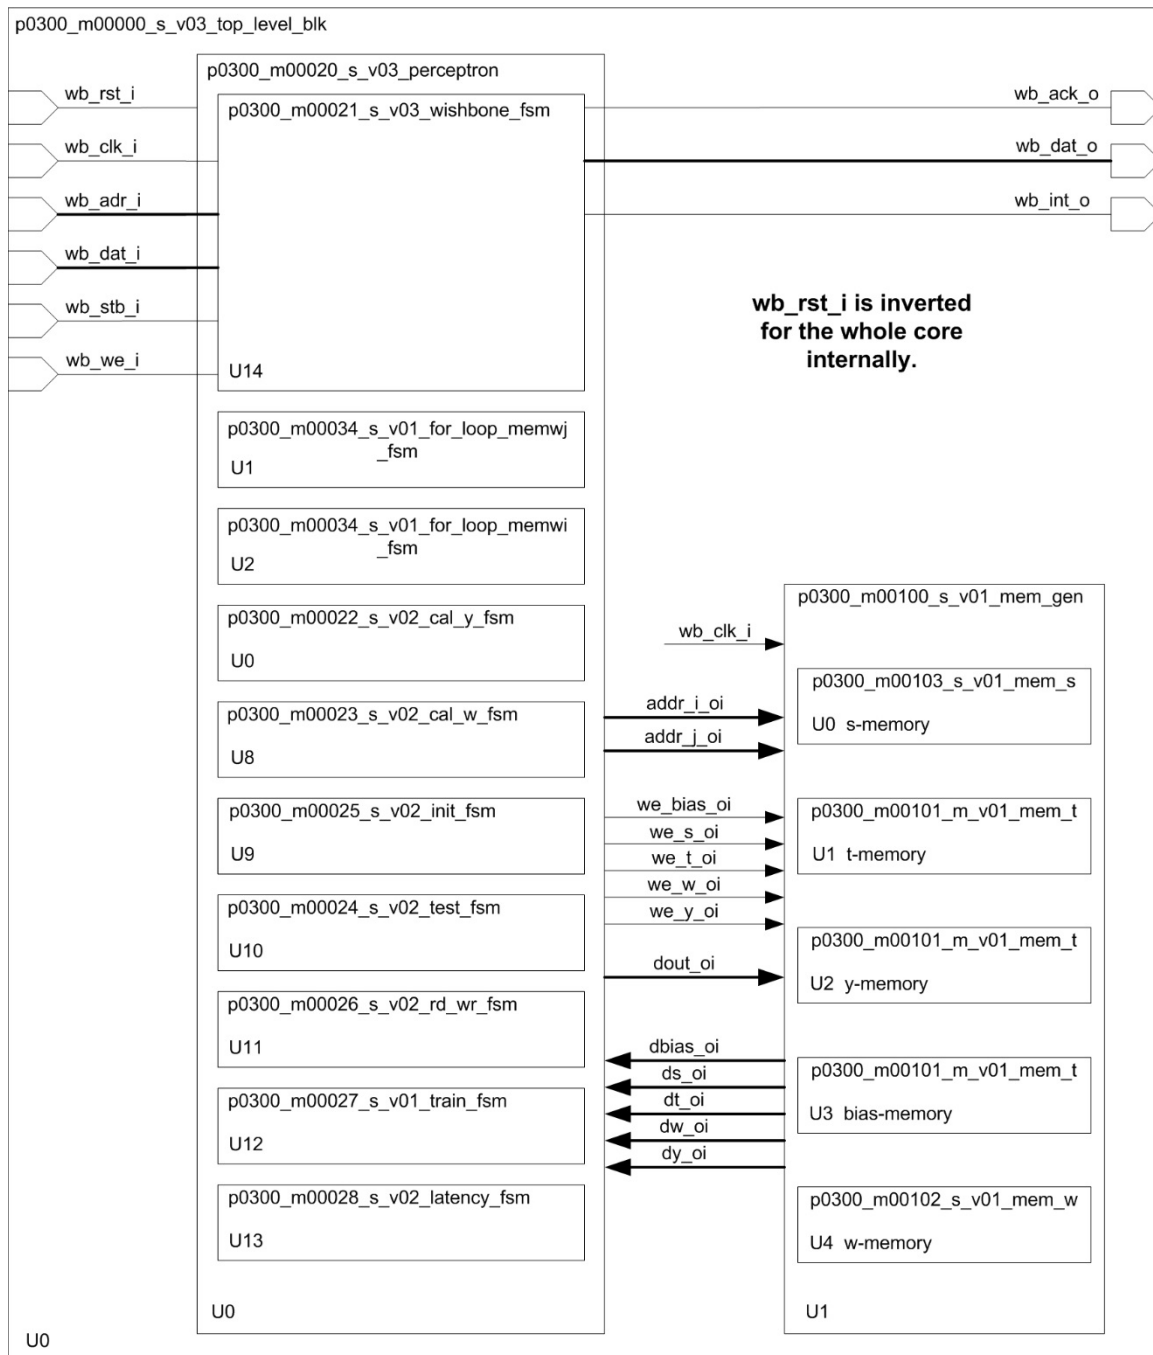 p0300_m00000_s_v03_top_level_blk
p0300_m00020_s_v03_perceptron
wb_rst_i
wb_clk_i
wb_adr_i
wb_dat_i
wb_stb_i
wb_we_i
p0300_m00021_s_v03_wishbone_fsm
U14
wb_ack_o
wb_dat_o
wb_int_o
wb_rst_i is inverted
for the whole core
internally.
p0300_m00034_s_v01_for_loop_memwj
_fsm
U1
p0300_m00034_s_v01_for_loop_memwi
_fsm
U2
p0300_m00022_s_v02_cal_y_fsm
U0
p0300_m00023_s_v02_cal_w_fsm
U8
p0300_m00025_s_v02_init_fsm
U9
p0300_m00024_s_v02_test_fsm
U10
p0300_m00026_s_v02_rd_wr_fsm
U11
p0300_m00027_s_v01_train_fsm
U12
p0300_m00028_s_v02_latency_fsm
U13
U0
wb_clk_i
addr_i_oi
addr_j_oi
we_bias_oi
we_s_oi
we_t_oi
we_w_oi
we_y_oi
dout_oi
dbias_oi
ds_oi
dt_oi
dw_oi
dy_oi
p0300_m00100_s_v01_mem_gen
p0300_m00103_s_v01_mem_s
U0 s-memory
p0300_m00101_m_v01_mem_t
U1 t-memory
p0300_m00101_m_v01_mem_t
U2 y-memory
p0300_m00101_m_v01_mem_t
U3 bias-memory
p0300_m00102_s_v01_mem_w
U4 w-memory
U1
U0